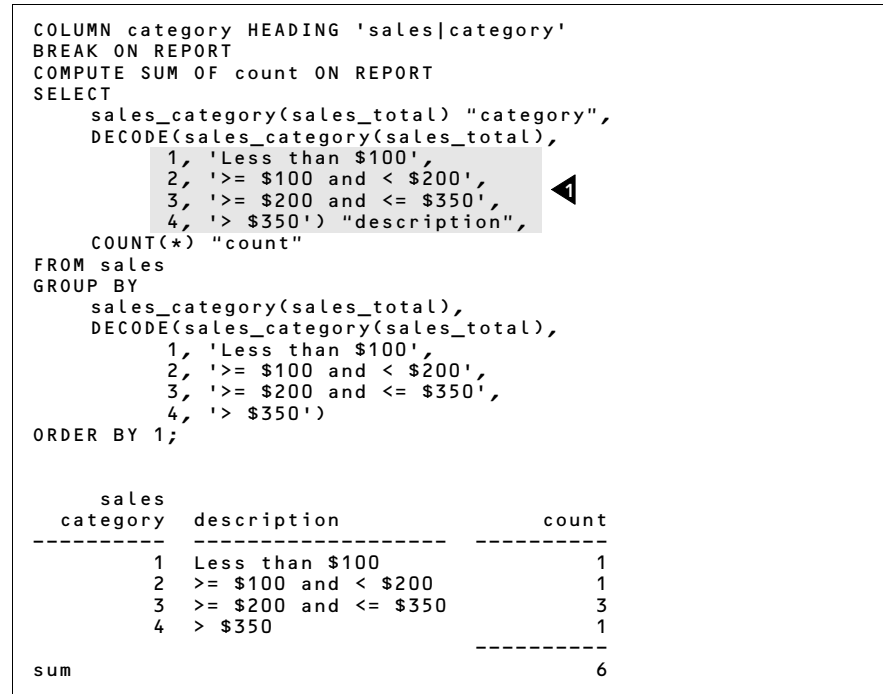 COLUMN category HEADING 'sales|category'
BREAK ON REPORT
COMPUTE SUM OF count ON REPORT
SELECT
    sales_category(sales_total) "category",
    DECODE(sales_category(sales_total),
          1, 'Less than $100',
          2, '>= $100 and < $200',
          3, '>= $200 and <= $350',
          4, '> $350') "description",
1
    COUNT(*) "count"
FROM sales
GROUP BY
    sales_category(sales_total),
    DECODE(sales_category(sales_total),
          1, 'Less than $100',
          2, '>= $100 and < $200',
          3, '>= $200 and <= $350',
          4, '> $350')
ORDER BY 1;
     sales
  category  description                count
----------  --------------------  ----------
         1  Less than $100                 1
         2  >= $100 and < $200             1
         3  >= $200 and <= $350            3
         4  > $350                         1
                                  ----------
sum                                        6